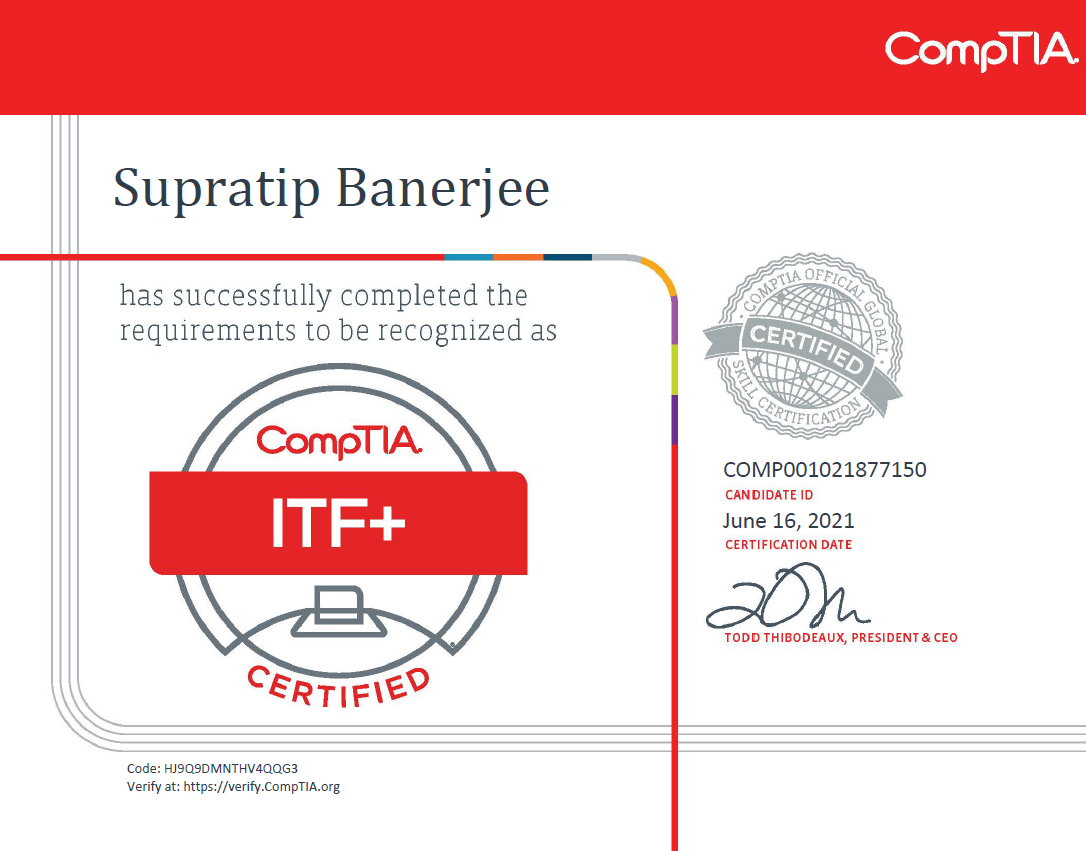 CompTIA.
Supratip Banerjee
has successfully completed the
requirements to be recognized as
CompTIA.
ITF+
CERTIFIED
COMPTIA OFFICIAL GLOBAL
CERTIFIED
SKILL CERTIFICATION
COMP001021877150
CANDIDATE ID
June 16, 2021
CERTIFICATION DATE
TODD THIBODEAUX, PRESIDENT & CEO
Code: HJ9Q9DMNTHV4QQG3
Verify at: https://verify.CompTIA.org